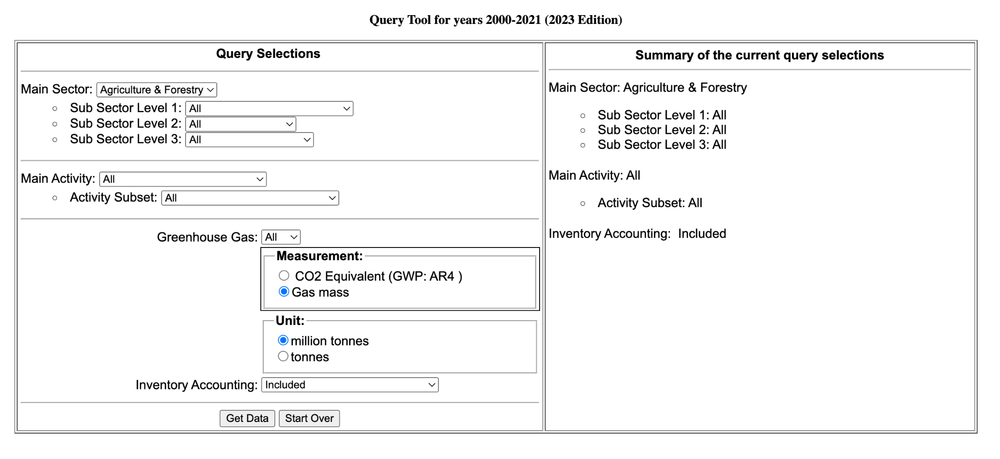 Query Tool for years 2000-2021 (2023 Edition)
Query Selections
Main Sector: Agriculture & Forestry
Sub Sector Level 1: All
Sub Sector Level 2: All
Sub Sector Level 3: All
Main Activity: All
Activity Subset: All
Greenhouse Gas: All
Measurement:
CO2 Equivalent (GWP: AR4 )
Gas mass
Unit:
million tonnes
tonnes
Inventory Accounting: Included
Get Data Start Over
Summary of the current query selections
Main Sector: Agriculture & Forestry
Sub Sector Level 1: All
Sub Sector Level 2: All
Sub Sector Level 3: All
Main Activity: All
Activity Subset: All
Inventory Accounting: Included